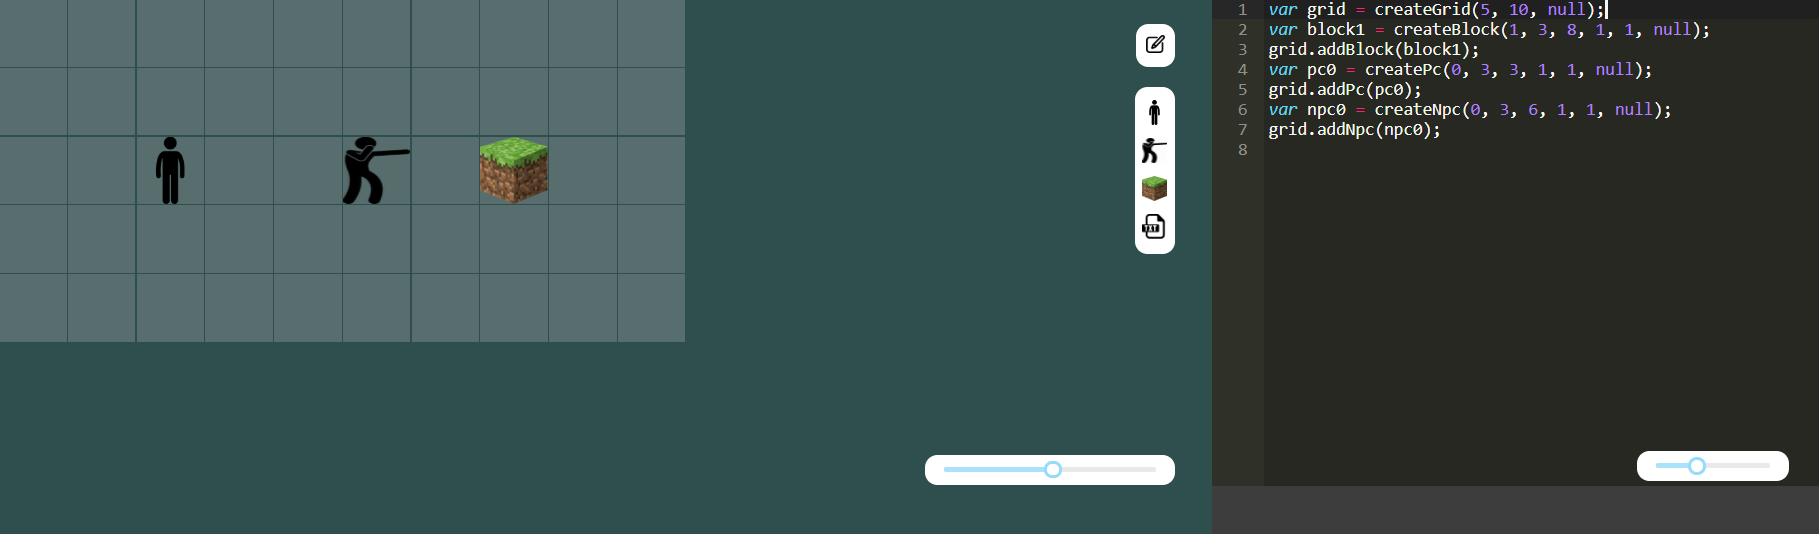 TXT
1 var grid = createGrid(5, 10, null);
2 var block1 = createBlock(1, 3, 8, 1, 1, null);
3 grid.addBlock(block1);
4 var pc0 = createPc(0, 3, 3, 1, 1, null);
5 grid.addPc(pc0);
6 var npc0 = createNpc(0, 3, 6, 1, 1, null);
7 grid.addNpc(npc0);
8